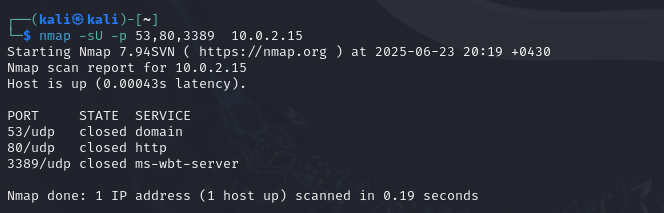 ┌──(kali㉿kali)-[~]
└─$ nmap -sU -p 53,80,3389  10.0.2.15
Starting Nmap 7.94SVN ( https://nmap.org ) at 2025-06-23 20:19 +0430
Nmap scan report for 10.0.2.15
Host is up (0.00043s latency).

PORT     STATE  SERVICE
53/udp   closed domain
80/udp   closed http
3389/udp closed ms-wbt-server

Nmap done: 1 IP address (1 host up) scanned in 0.19 seconds